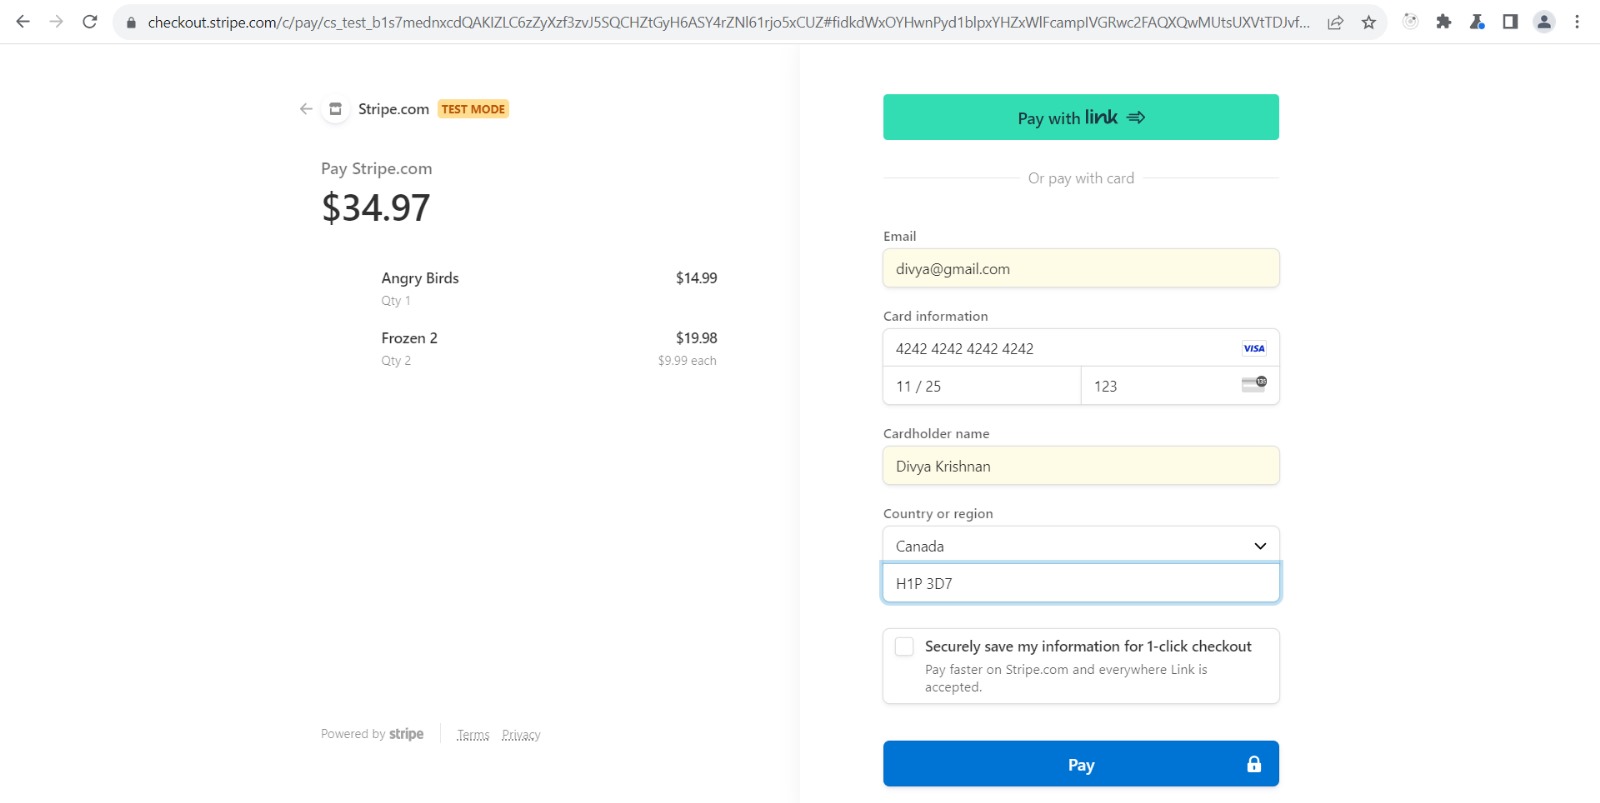 checkout.stripe.com/c/pay/cs_test_b1s7mednxcdQAKIZLC6zZyXzf3zvJ5SQCHZtGyH6ASY4rZNl61rjo5xCUZ#fidkdWxOYHwnPyd1blpxYHZxWlFcamplVGRwc2FAQXQwMUtsUXVtTDJvf...
Stripe.com TEST MODE
Pay Stripe.com
$34.97
Angry Birds $14.99
Qty 1
Frozen 2 $19.98
Qty 2 $9.99 each
Powered by stripe Terms Privacy
Pay with link
Or pay with card
Email
divya@gmail.com
Card information
4242 4242 4242 4242 VISA
11 / 25 123
Cardholder name
Divya Krishnan
Country or region
Canada
H1P 3D7
Securely save my information for 1-click checkout
Pay faster on Stripe.com and everywhere Link is
accepted.
Pay